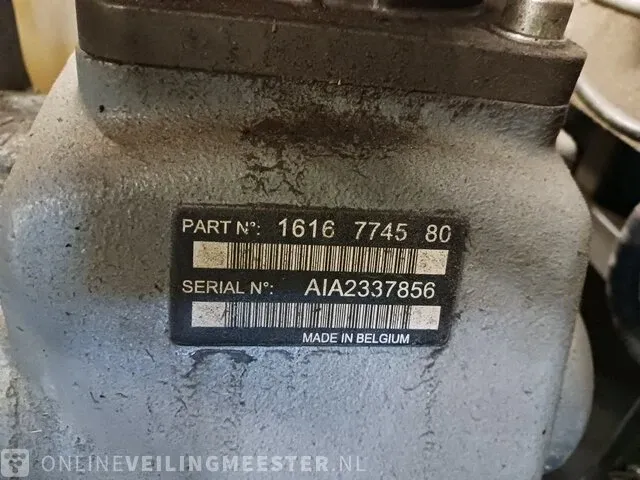 PART N°: 1616 7745 80
SERIAL N°: AIA2337856
MADE IN BELGIUM
ONLINEVEILINGMEESTER.NL